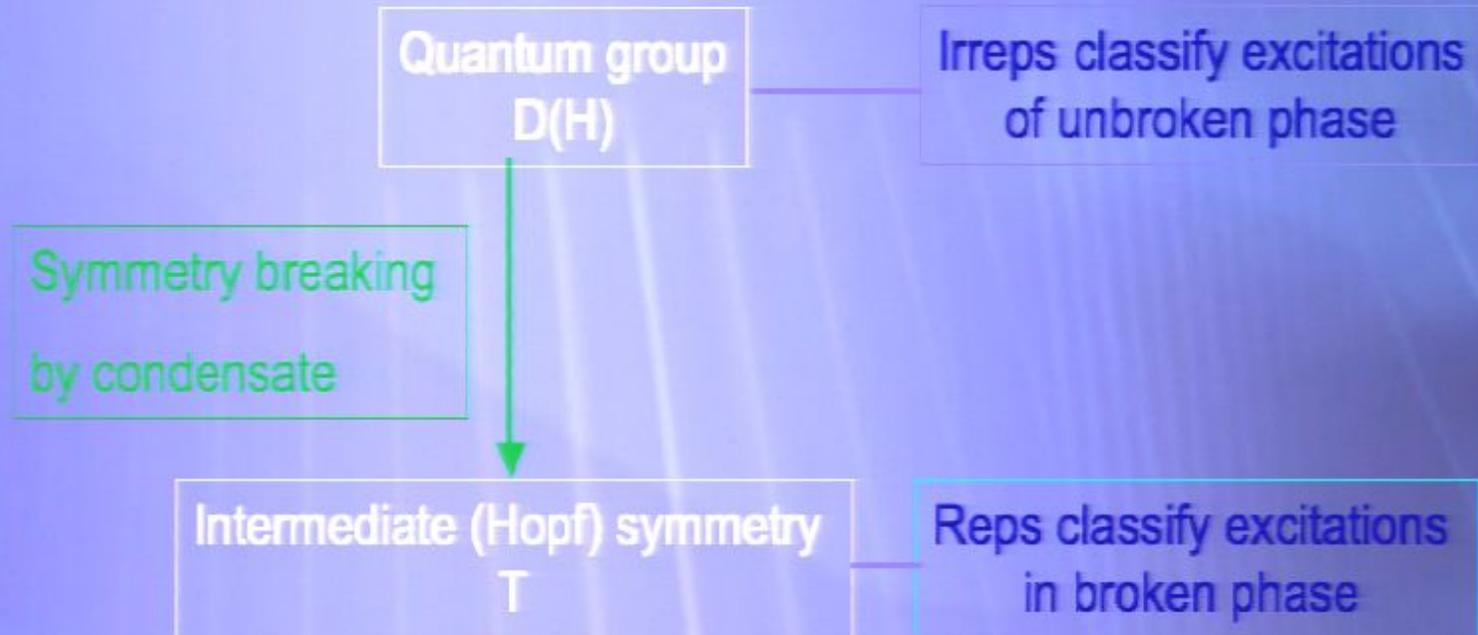 Quantum group
D(H)
Irreps classify excitations
of unbroken phase
Symmetry breaking
by condensate
Intermediate (Hopf) symmetry
T
Reps classify excitations
in broken phase